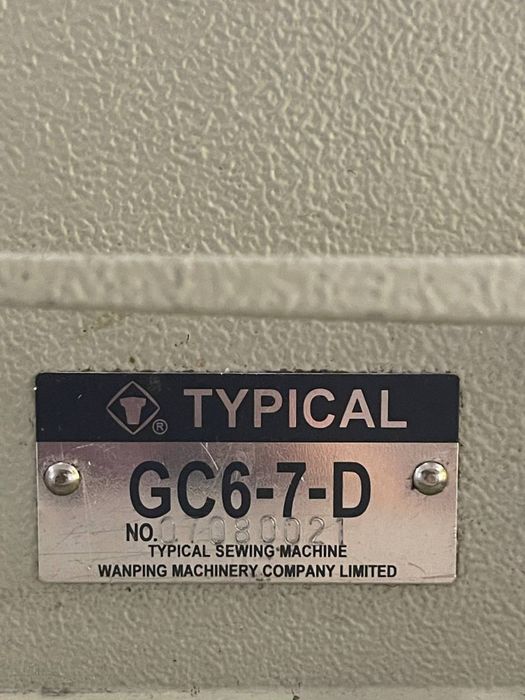 ® TYPICAL
GC6-7-D
NO. 07080021
TYPICAL SEWING MACHINE
WANPING MACHINERY COMPANY LIMITED